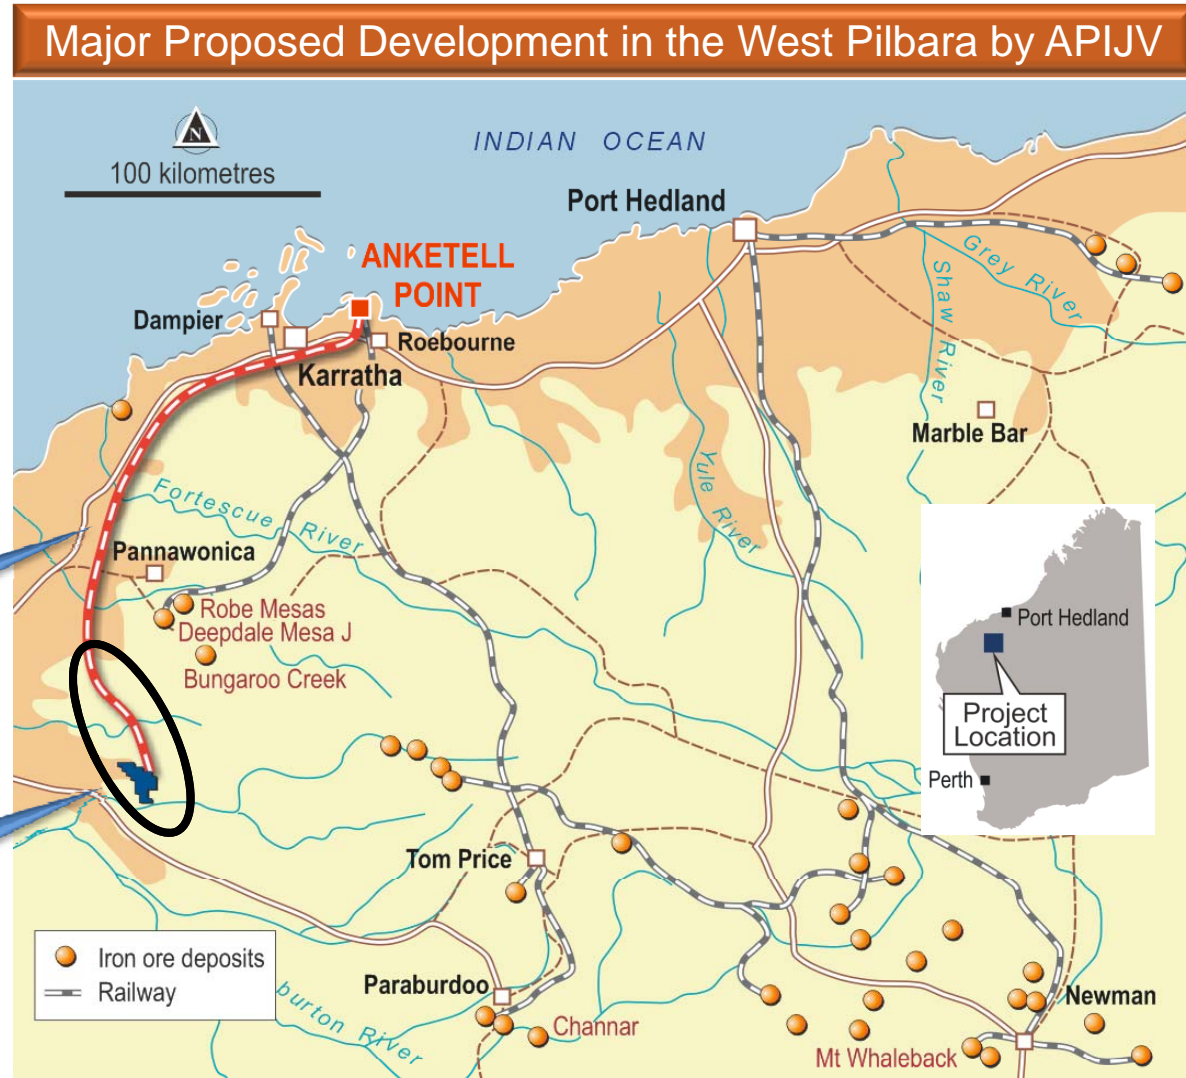 Major Proposed Development in the West Pilbara by APIJV
N
100 kilometres
INDIAN OCEAN
Port Hedland
ANKETELL
POINT
Dampier
Roebourne
Karratha
Grey River
Shaw River
Marble Bar
Yule River
Fortescue River
Pannawonica
Robe Mesas
Deepdale Mesa J
Bungaroo Creek
Port Hedland
Project
Location
Perth
Tom Price
Iron ore deposits
Railway
burton River
Paraburdoo
Channar
Newman
Mt Whaleback